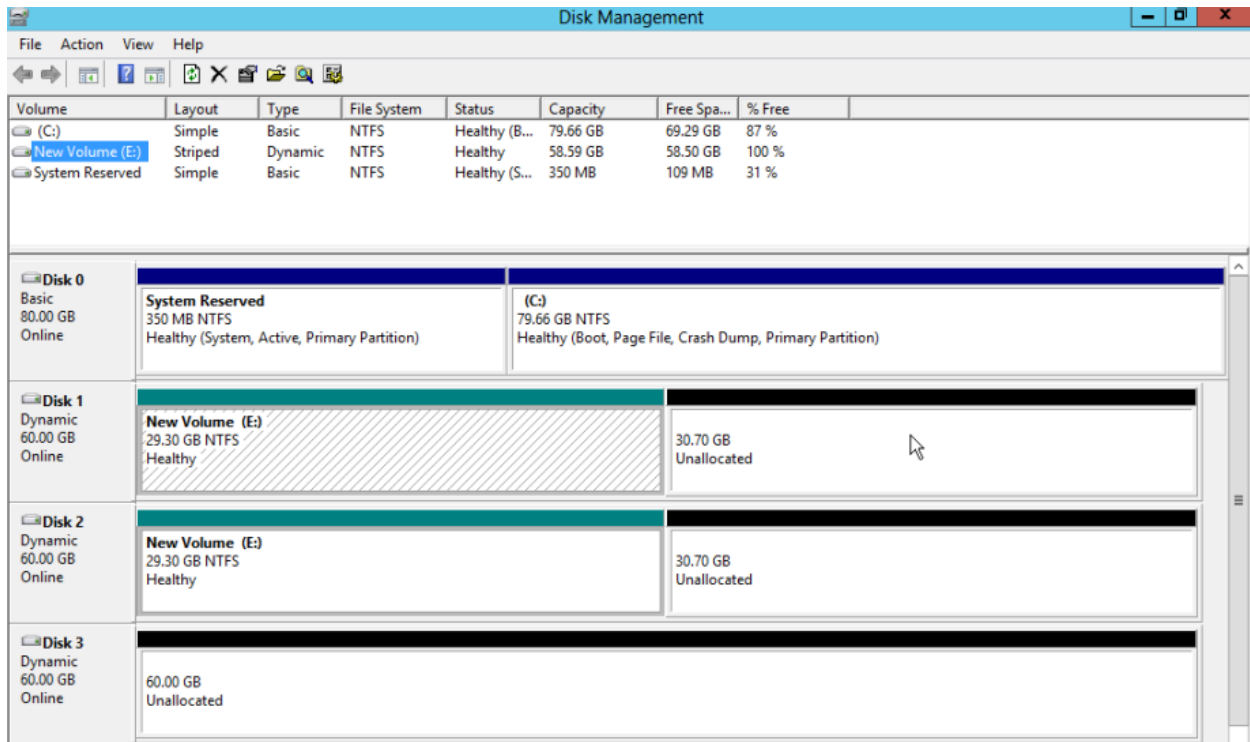 Disk Management
File Action View Help
Volume Layout Type File System Status Capacity Free Spa... % Free
(C:) Simple Basic NTFS Healthy (B... 79.66 GB 69.29 GB 87 %
New Volume (E:) Striped Dynamic NTFS Healthy 58.59 GB 58.50 GB 100 %
System Reserved Simple Basic NTFS Healthy (S... 350 MB 109 MB 31 %
Disk 0
Basic
80.00 GB
Online
System Reserved
350 MB NTFS
Healthy (System, Active, Primary Partition)
(C:)
79.66 GB NTFS
Healthy (Boot, Page File, Crash Dump, Primary Partition)
Disk 1
Dynamic
60.00 GB
Online
New Volume (E:)
29.30 GB NTFS
Healthy
30.70 GB
Unallocated
Disk 2
Dynamic
60.00 GB
Online
New Volume (E:)
29.30 GB NTFS
Healthy
30.70 GB
Unallocated
Disk 3
Dynamic
60.00 GB
Online
60.00 GB
Unallocated